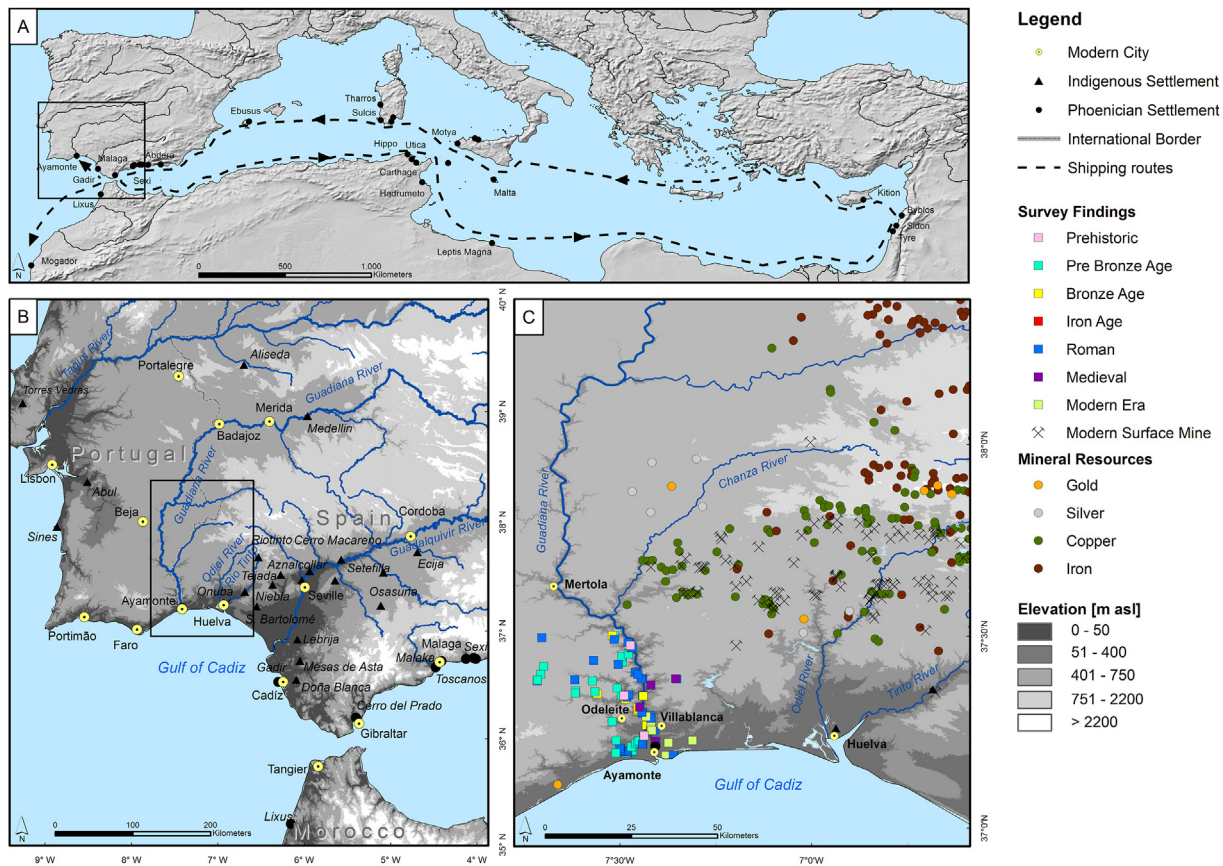 A
Tharros
Sulcis
Ebusus
Motya
Hippo
Utica
Ayamonte
Malaga
Abdera
Gadir
Sexi
Carthage
Lixus
Hadrumeto
Malta
Kition
Byblos
Sidon
Tyre
Leptis Magna
Mogador
N
0 500 1.000
Kilometers
B
40° N
Tagus River
Aliseda
Portalegre
Torres Vedras
Guadiana River
Merida
Badajoz
Medellin
39° N
Portugal
Lisbon
Abul
Guadiana River
Beja
Spain
Cordoba
38° N
Sines
Odiel River
Rio Tinto
Riotinto
Cerro Macareno
Guadalquivir River
Aznalcollar
Setefilla
Ecija
Tejada
Onuba
Niebla
Seville
Osasuna
Ayamonte
Huelva
S. Bartolomé
37° N
Portimão
Faro
Lebrija
Malaga
Sexi
Gulf of Cadiz
Gadir
Mesas de Asta
Malaka
Toscanos
Cadíz
Doña Blanca
Cerro del Prado
Gibraltar
36° N
Tangier
Lixus
Morocco
N
0 100 200
Kilometers
9° W
8° W
7° W
6° W
5° W
4° W
C
Guadiana River
Chanza River
38°0'N
Mertola
37°30'N
Odiel River
Tinto River
Odeleite
Villablanca
Huelva
Ayamonte
Gulf of Cadiz
N
0 25 50
Kilometers
37°0'N
7°30'W
7°0'W
Legend
Modern City
Indigenous Settlement
Phoenician Settlement
International Border
Shipping routes
Survey Findings
Prehistoric
Pre Bronze Age
Bronze Age
Iron Age
Roman
Medieval
Modern Era
Modern Surface Mine
Mineral Resources
Gold
Silver
Copper
Iron
Elevation [m asl]
0 - 50
51 - 400
401 - 750
751 - 2200
> 2200